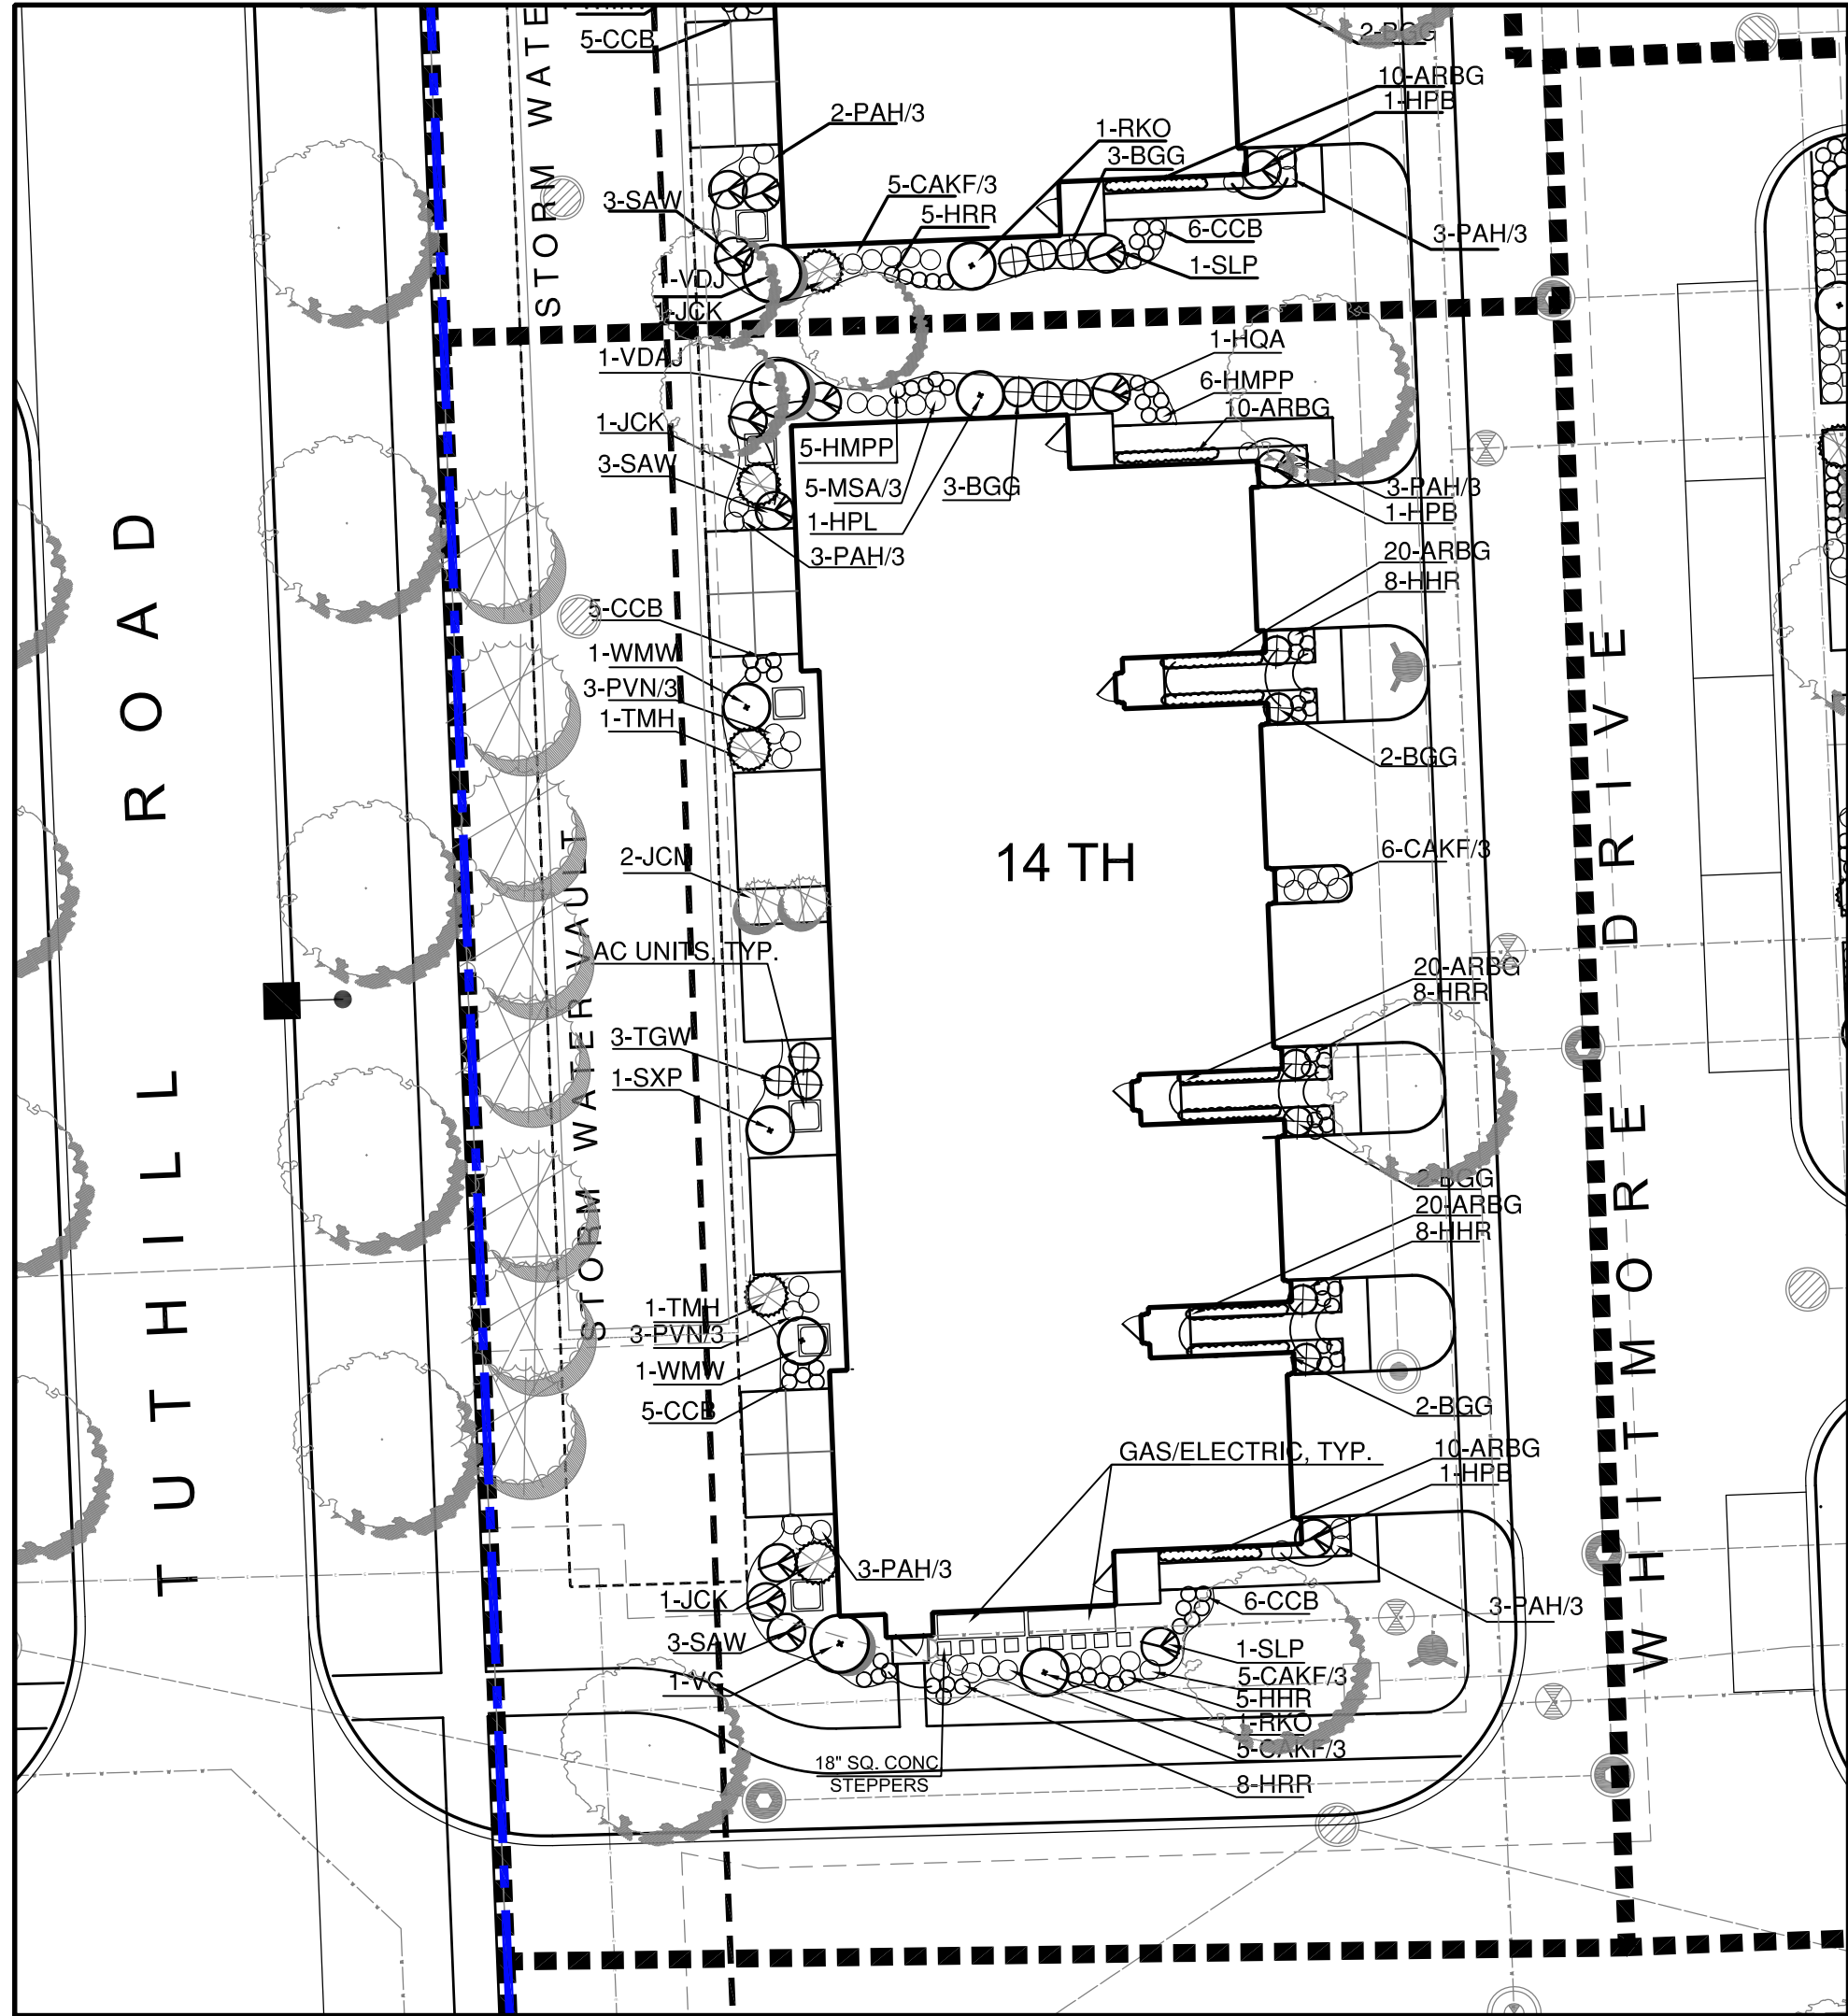 5-CCB
2-BGG
10-ARBG
1-HPB
2-PAH/3
1-RKO
3-BGG
5-CAKF/3
5-HRR
3-SAW
6-CCB
3-PAH/3
1-SLP
1-VDJ
1-JCK
STORM WATE
1-VDAJ
1-HQA
6-HMPP
10-ARBG
1-JCK
5-HMPP
3-SAW
5-MSA/3
3-BGG
3-PAH/3
1-HPL
1-HPB
3-PAH/3
20-ARBG
8-HHR
5-CCB
1-WMW
3-PVN/3
1-TMH
2-BGG
2-JCM
14 TH
6-CAKF/3
AC UNITS, TYP.
20-ARBG
8-HRR
3-TGW
1-SXP
2-BGG
20-ARBG
8-HHR
STORM WATER VAULT
TUTHILL ROAD
WHITMORE DRIVE
1-TMH
3-PVN/3
1-WMW
5-CCB
2-BGG
GAS/ELECTRIC, TYP.
10-ARBG
1-HPB
3-PAH/3
1-JCK
6-CCB
3-PAH/3
3-SAW
1-SLP
1-VC
5-CAKF/3
5-HHR
1-RKO
5-CAKF/3
18" SQ. CONC
STEPPERS
8-HRR